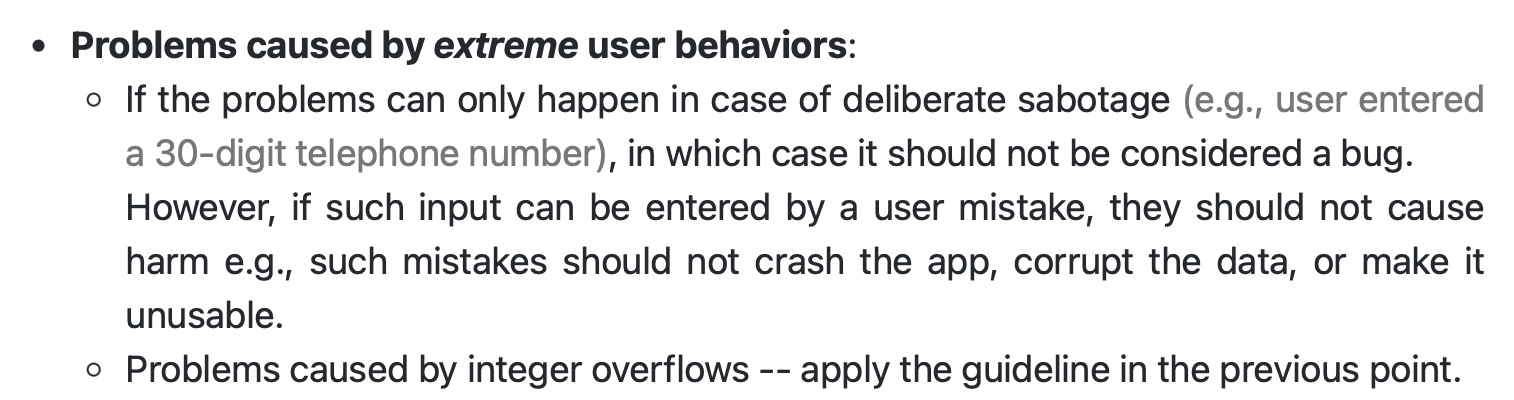 • Problems caused by extreme user behaviors:
○ If the problems can only happen in case of deliberate sabotage (e.g., user entered
a 30-digit telephone number), in which case it should not be considered a bug.
However, if such input can be entered by a user mistake, they should not cause
harm e.g., such mistakes should not crash the app, corrupt the data, or make it
unusable.
○ Problems caused by integer overflows -- apply the guideline in the previous point.